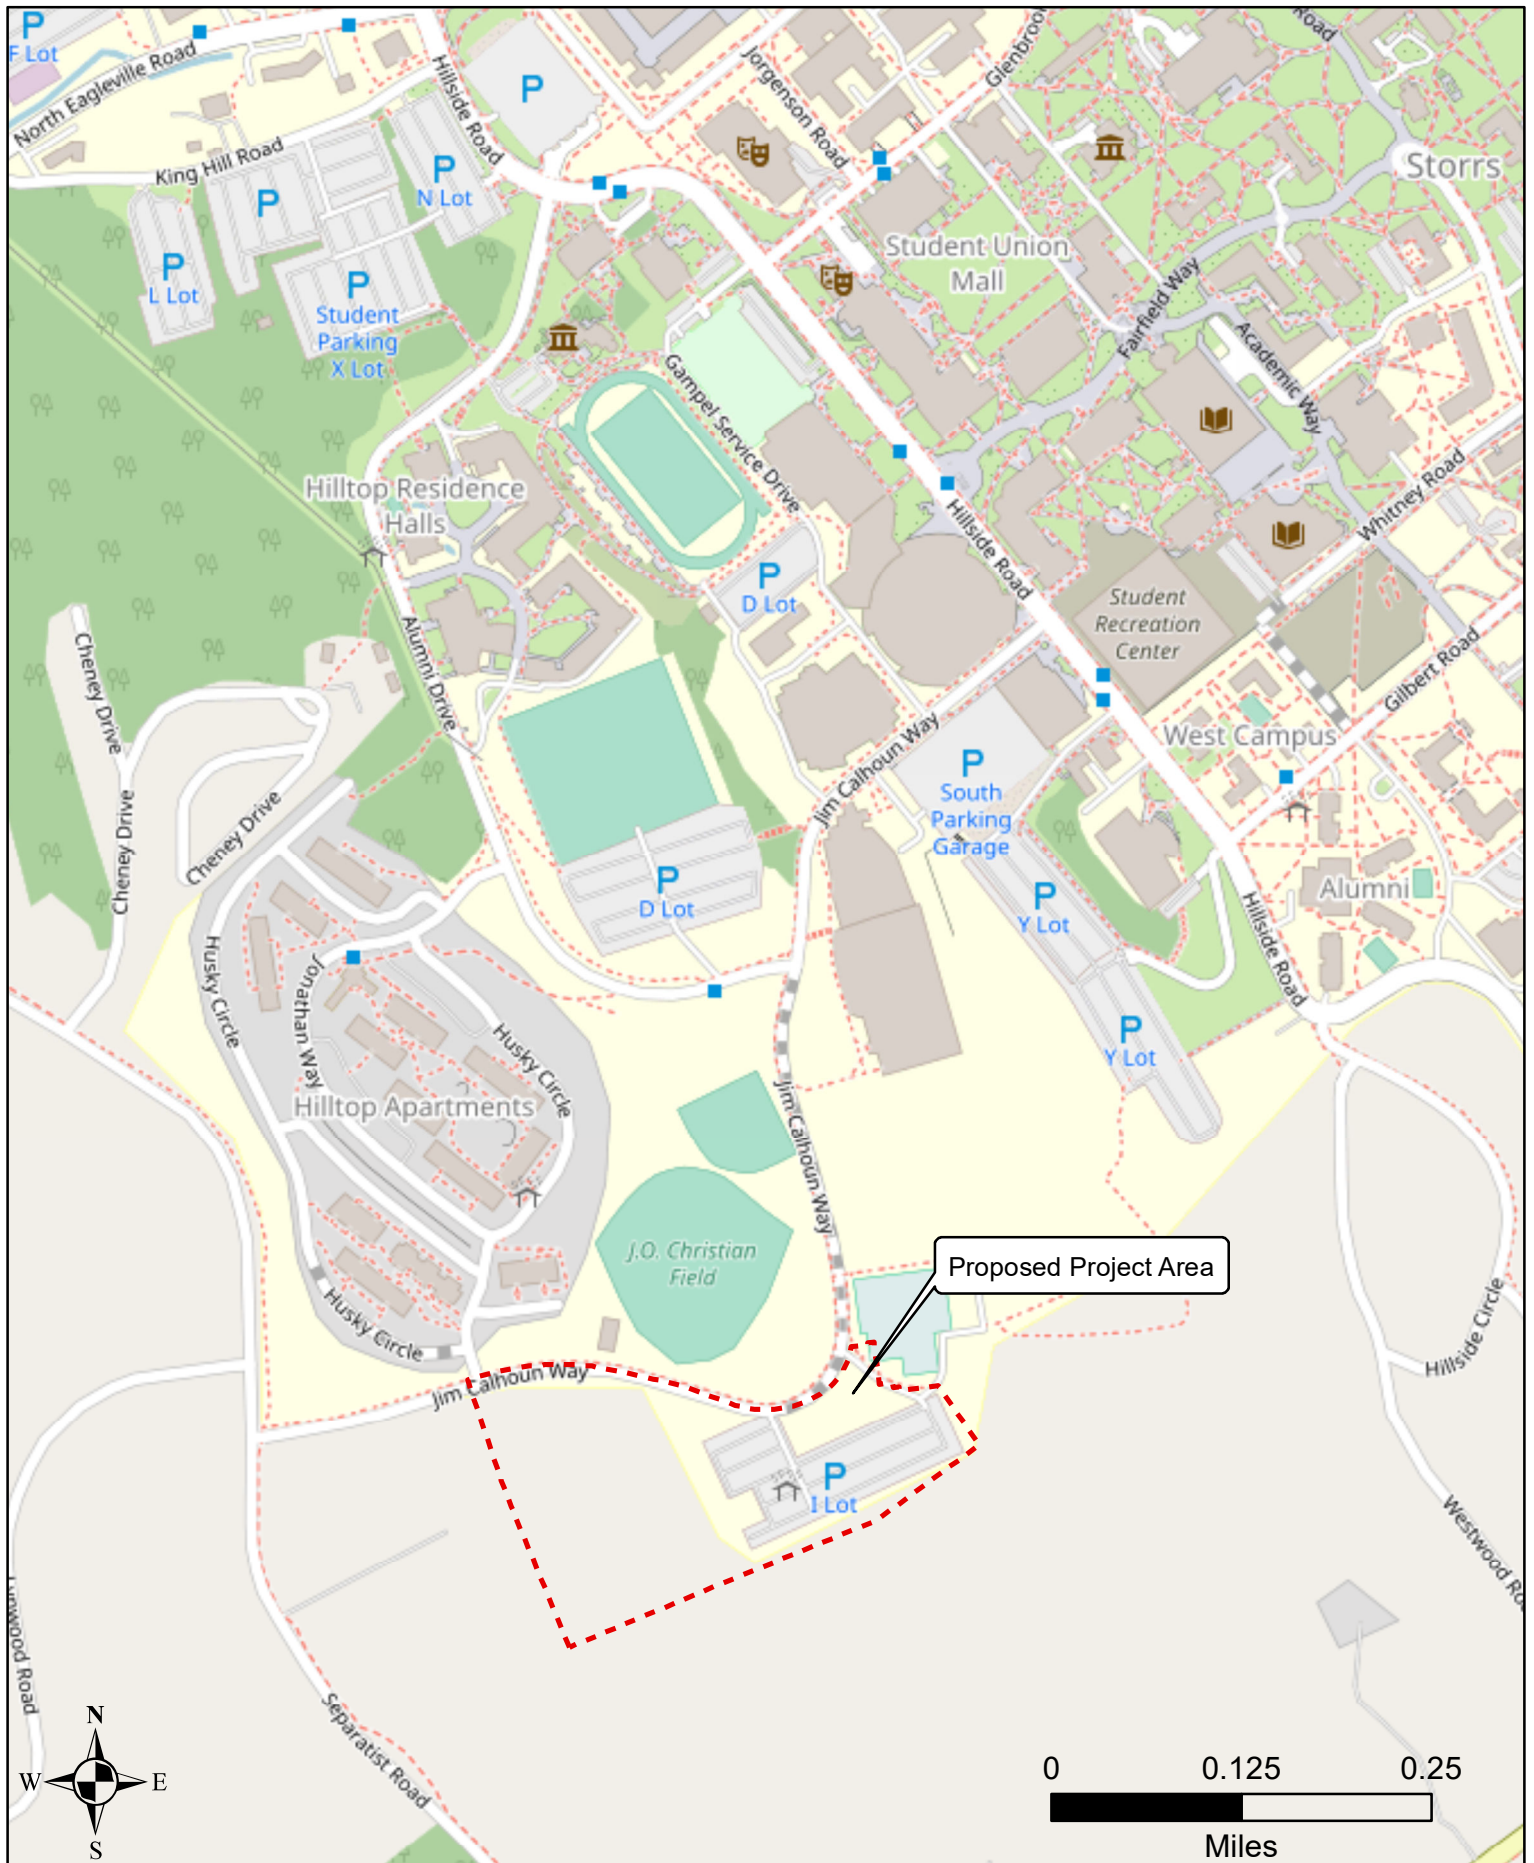 P
F Lot
North Eagleville Road
King Hill Road
Hillside Road
P
Jorgenson Road
Road
Storrs
P
N Lot
P
P
L Lot
P
Student
Parking
X Lot
Student Union
Mall
Fairfield Way
Academic Way
Gampel Service Drive
Hilltop Residence
Halls
Whitney Road
Hillside Road
P
D Lot
Student
Recreation
Center
Gilbert Road
Cheney Drive
Alumni Drive
West Campus
Jim Calhoun Way
P
South
Parking
Garage
Cheney Drive
Cheney Drive
P
D Lot
P
Y Lot
Alumni
Hillside Road
Husky Circle
Jonathan Way
Husky Circle
P
Y Lot
Hilltop Apartments
Jim Calhoun Way
J.O. Christian
Field
Proposed Project Area
Husky Circle
Hillside Circle
Jim Calhoun Way
P
I Lot
Separatist Road
N
W E
S
0 0.125 0.25
Miles